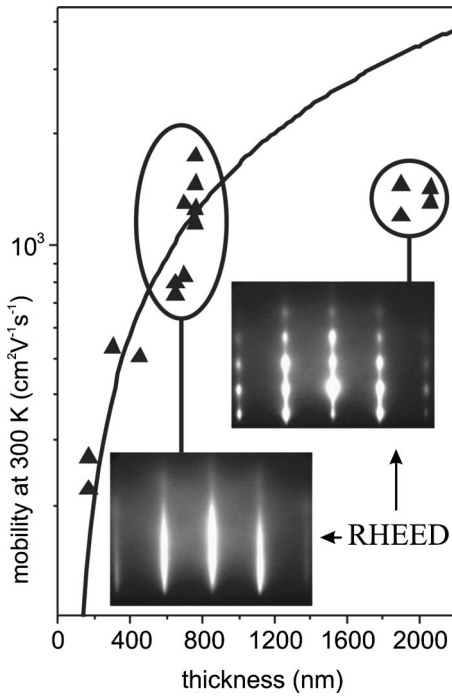 mobility at 300 K (cm²V⁻¹s⁻¹)
10³
RHEED
0 400 800 1200 1600 2000
thickness (nm)